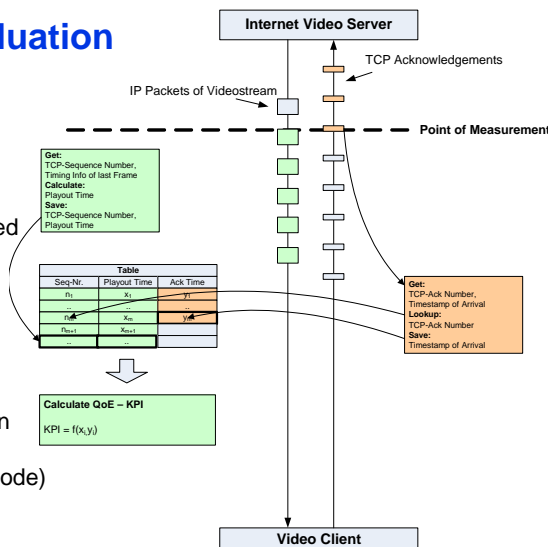 luation
Internet Video Server
TCP Acknowledgements
IP Packets of Videostream
Point of Measurement
Get:
TCP-Sequence Number,
Timing Info of last Frame
Calculate:
Playout Time
Save:
TCP-Sequence Number,
Playout Time
ed
Table
Seq-Nr. Playout Time Ack Time
n1 x1 y1
.. .. ..
nm xm ym
nm+1 xm+1
.. ..
Get:
TCP-Ack Number,
Timestamp of Arrival
Lookup:
TCP-Ack Number
Save:
Timestamp of Arrival
Calculate QoE – KPI
KPI = f(xi,yi)
n
ode)
Video Client